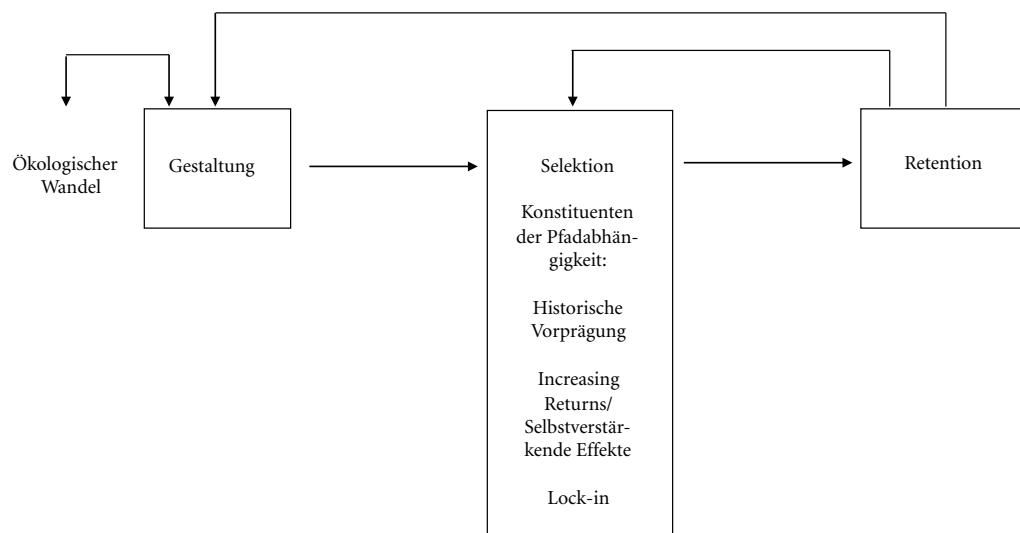 Ökologischer
Wandel
Gestaltung
Selektion
Konstituenten
der Pfadabhän-
gigkeit:
Historische
Vorprägung
Increasing
Returns/
Selbstverstär-
kende Effekte
Lock-in
Retention